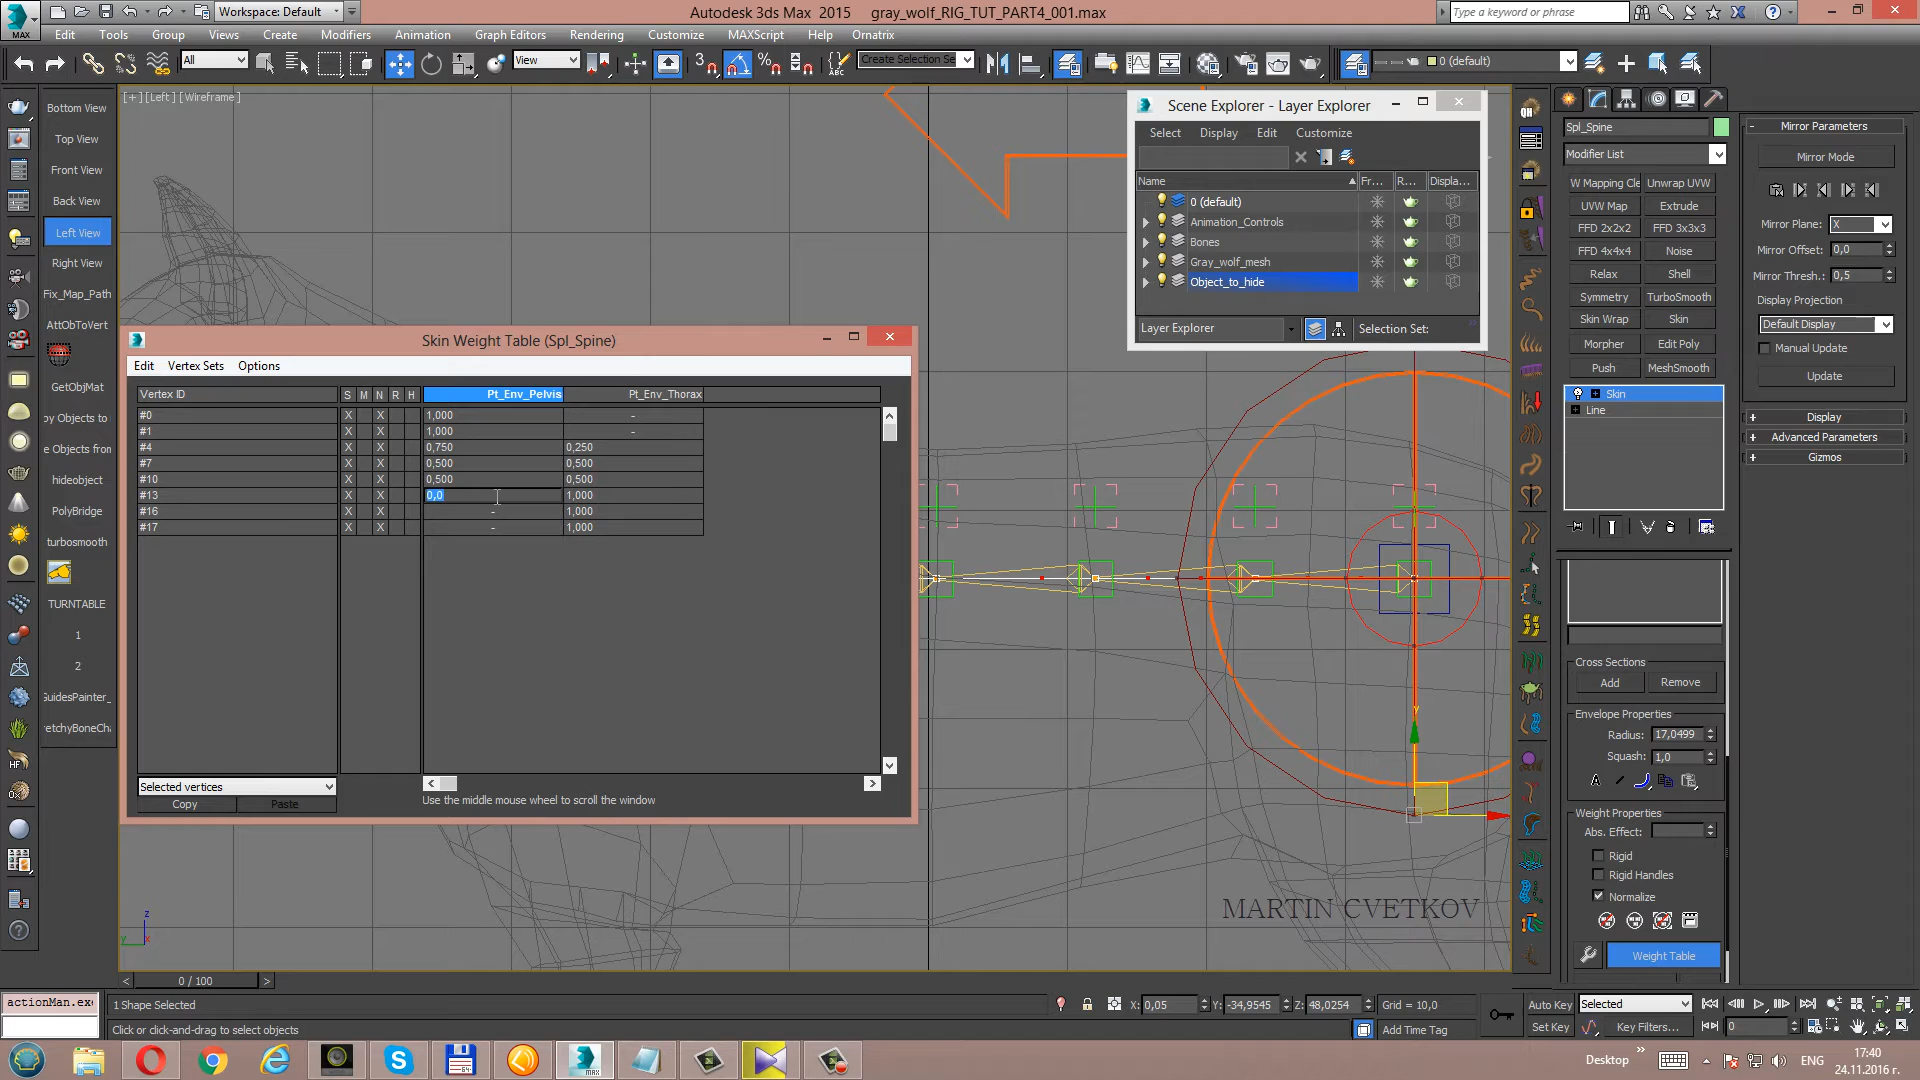 Workspace: Default
Autodesk 3ds Max 2015 gray_wolf_RIG_TUT_PART4_001.max
Type a keyword or phrase
MAX
Edit Tools Group Views Create Modifiers Animation Graph Editors Rendering Customize MAXScript Help Ornatrix
All
View
Create Selection Se
0 (default)
[+] [Left] [Wireframe]
Bottom View
Top View
Front View
Back View
Left View
Right View
Fix_Map_Path
AttObToVert
GetObjMat
py Objects to
e Objects from
hideobject
PolyBridge
turbosmooth
TURNTABLE
1
2
GuidesPainter_
retchyBoneCha
Scene Explorer - Layer Explorer
Select Display Edit Customize
Name Fr... R... Displa...
0 (default)
Animation_Controls
Bones
Gray_wolf_mesh
Object_to_hide
Layer Explorer Selection Set:
Skin Weight Table (Spl_Spine)
Edit Vertex Sets Options
Vertex ID S M N R H Pt_Env_Pelvis Pt_Env_Thorax
#0 X X 1,000 -
#1 X X 1,000 -
#4 X X 0,750 0,250
#7 X X 0,500 0,500
#10 X X 0,500 0,500
#13 X X 0,0 1,000
#16 X X - 1,000
#17 X X - 1,000
Selected vertices
Copy Paste
Use the middle mouse wheel to scroll the window
MARTIN CVETKOV
Spl_Spine
Modifier List
W Mapping Cle Unwrap UVW
UVW Map Extrude
FFD 2x2x2 FFD 3x3x3
FFD 4x4x4 Noise
Relax Shell
Symmetry TurboSmooth
Skin Wrap Skin
Morpher Edit Poly
Push MeshSmooth
Skin
Line
Cross Sections
Add Remove
Envelope Properties
Radius: 17,0499
Squash: 1,0
Weight Properties
Abs. Effect:
Rigid
Rigid Handles
Normalize
Weight Table
Mirror Parameters
Mirror Mode
Mirror Plane: X
Mirror Offset: 0,0
Mirror Thresh.: 0,5
Display Projection
Default Display
Manual Update
Update
Display
Advanced Parameters
Gizmos
0 / 100
actionMan.exe
1 Shape Selected
Click or click-and-drag to select objects
X: 0,05 Y: -34,9545 Z: 48,0254 Grid = 10,0
Add Time Tag
Auto Key Selected
Set Key Key Filters... 0
Desktop ENG 17:40
24.11.2016 г.